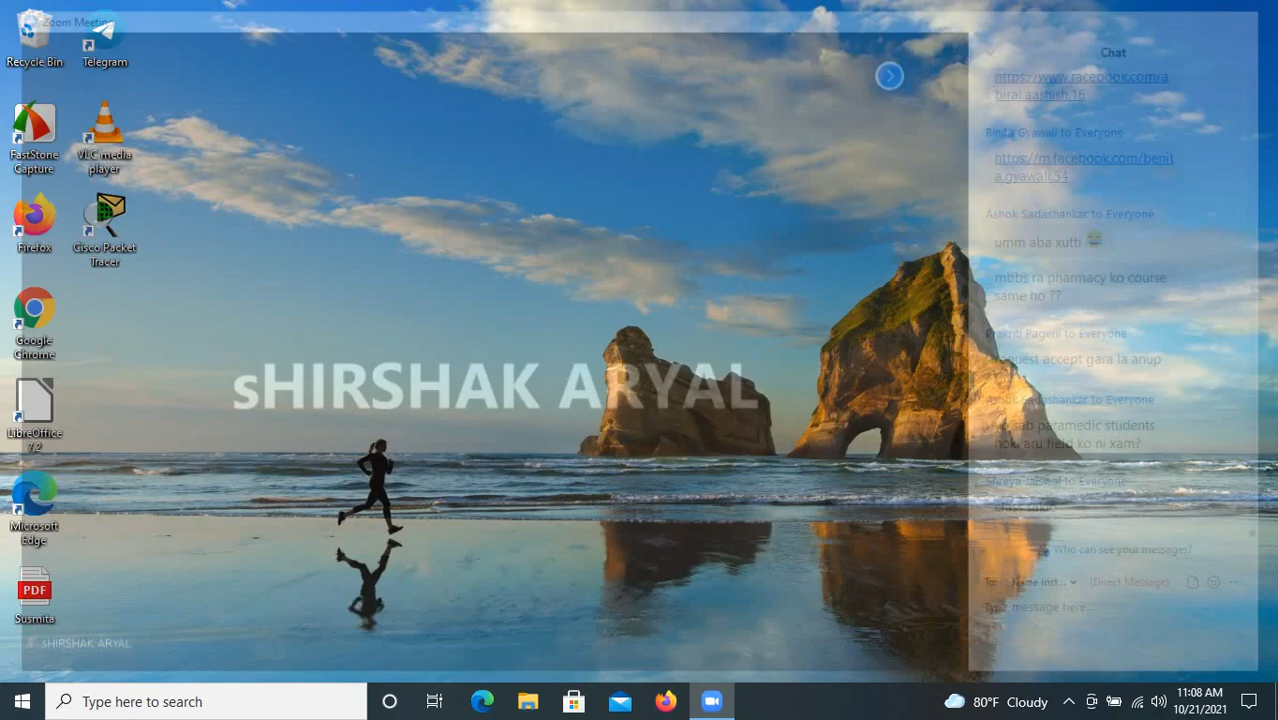 Zoom Meeting
Recycle Bin
Telegram
FastStone
Capture
VLC media
player
Firefox
Cisco Packet
Tracer
Google
Chrome
LibreOffice
7.2
Microsoft
Edge
PDF
Susmita
sHIRSHAK ARYAL
sHIRSHAK ARYAL
Chat
https://www.facebook.com/a
biral.aashish.16
Binita Gyawali to Everyone
https://m.facebook.com/benit
a.gyawali.54
Ashok Sadashankar to Everyone
umm aba xutti
mbbs ra pharmacy ko course
same ho ??
Prakriti Pageni to Everyone
request accept gara la anup
Ashok Sadashankar to Everyone
sab paramedic students
hok. aru field ko ni xam?
Shreya Jaiswal to Everyone
Who can see your messages?
To: Name Inst... (Direct Message)
Type message here...
Type here to search
80°F Cloudy
11:08 AM
10/21/2021